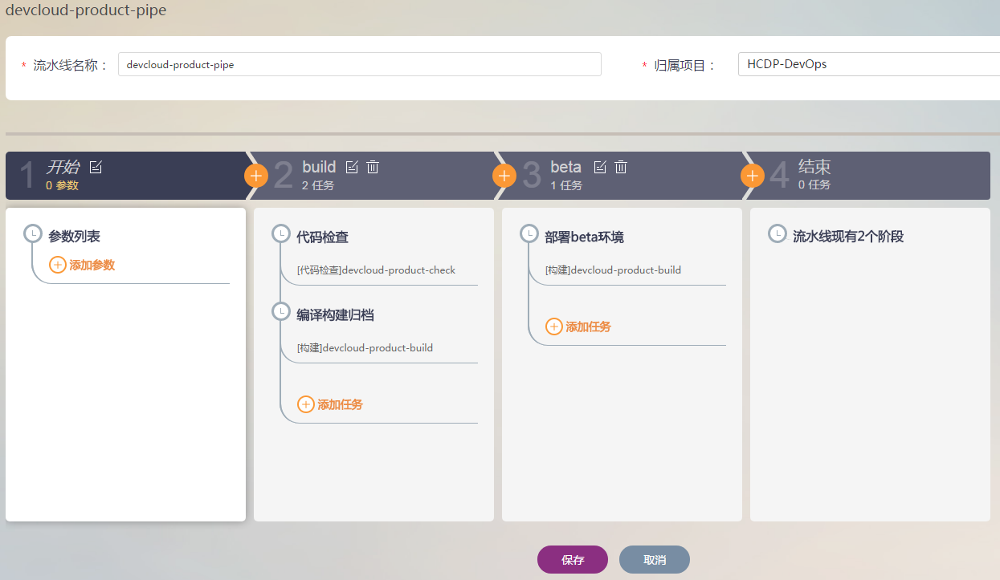 devcloud-product-pipe
* 流水线名称： devcloud-product-pipe * 归属项目： HCDP-DevOps
1 开始 2 build 3 beta 4 结束
0 参数 2 任务 1 任务 0 任务
参数列表 代码检查 部署beta环境 流水线现有2个阶段
添加参数 [代码检查]devcloud-product-check [构建]devcloud-product-build
编译构建归档
添加任务
[构建]devcloud-product-build
添加任务
保存 取消